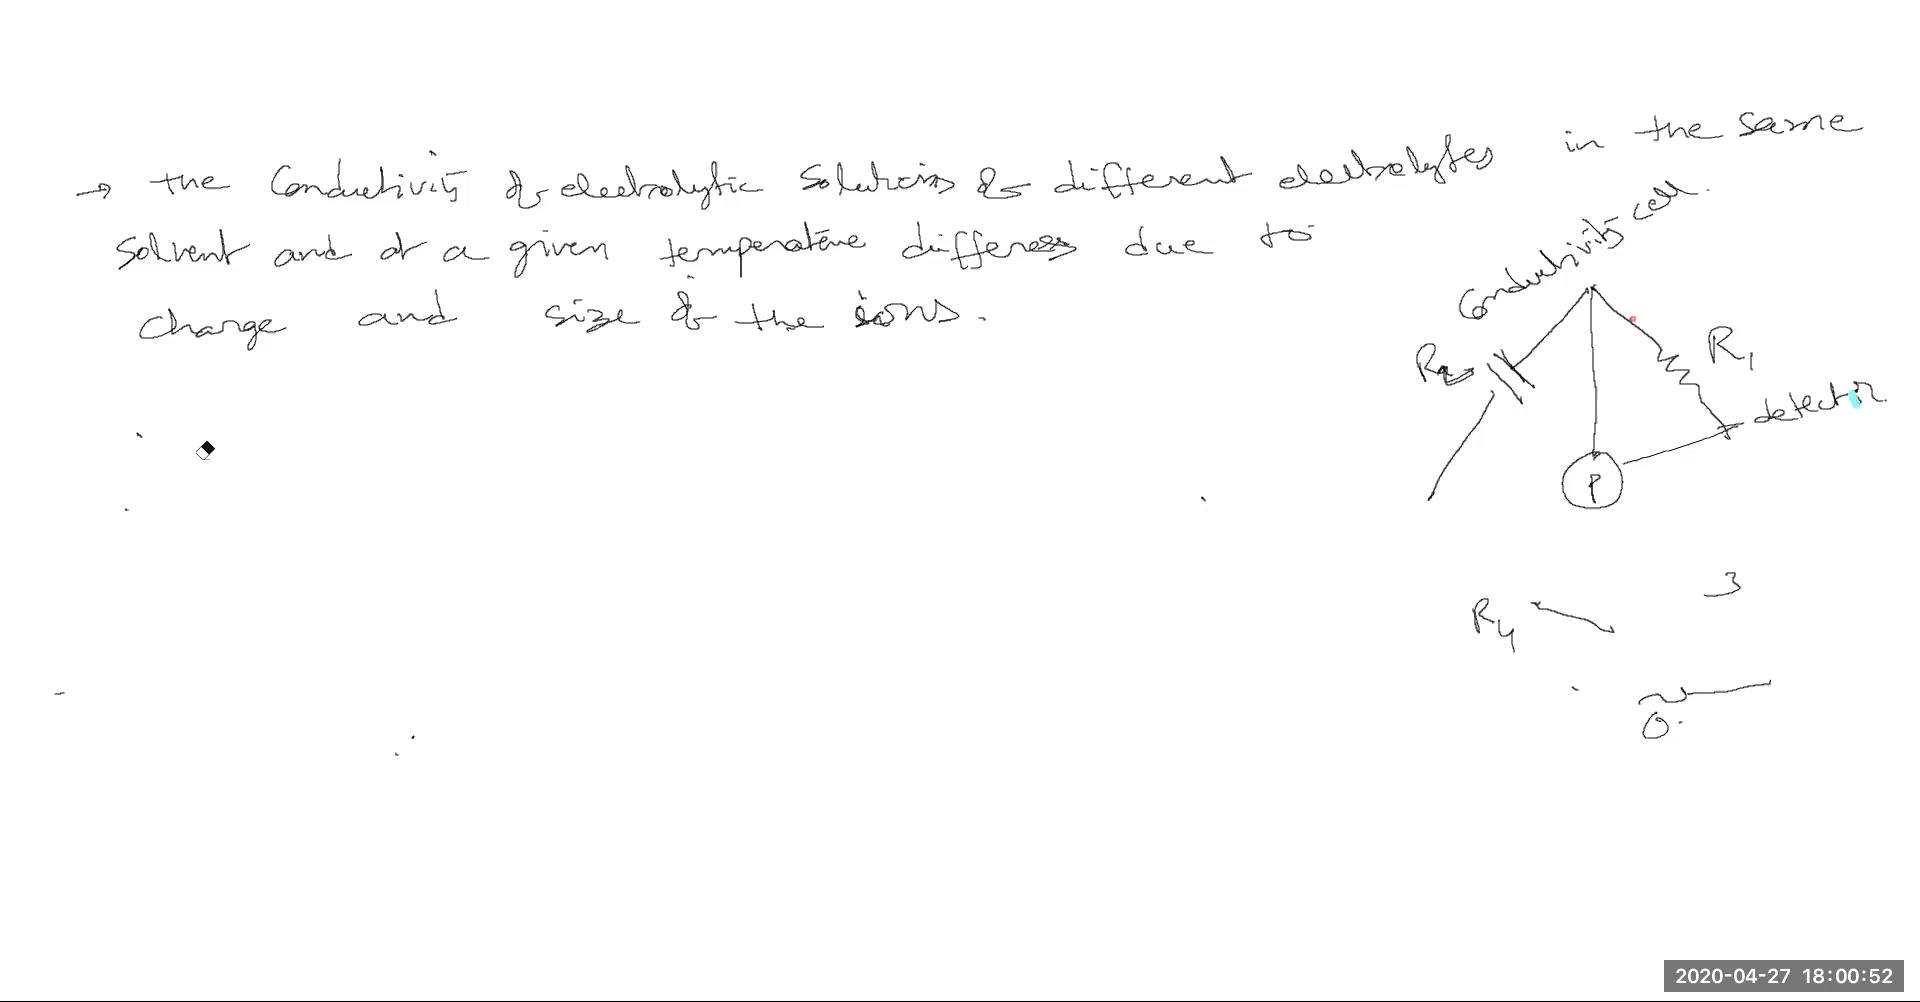 → the Conductivity of electrolytic solutions of different electrolytes in the same
solvent and at a given temperature differs due to
charge and size of the ions.
Conductivity cell.
R2
R1
detector
P
3
R4
O
2020-04-27 18:00:52